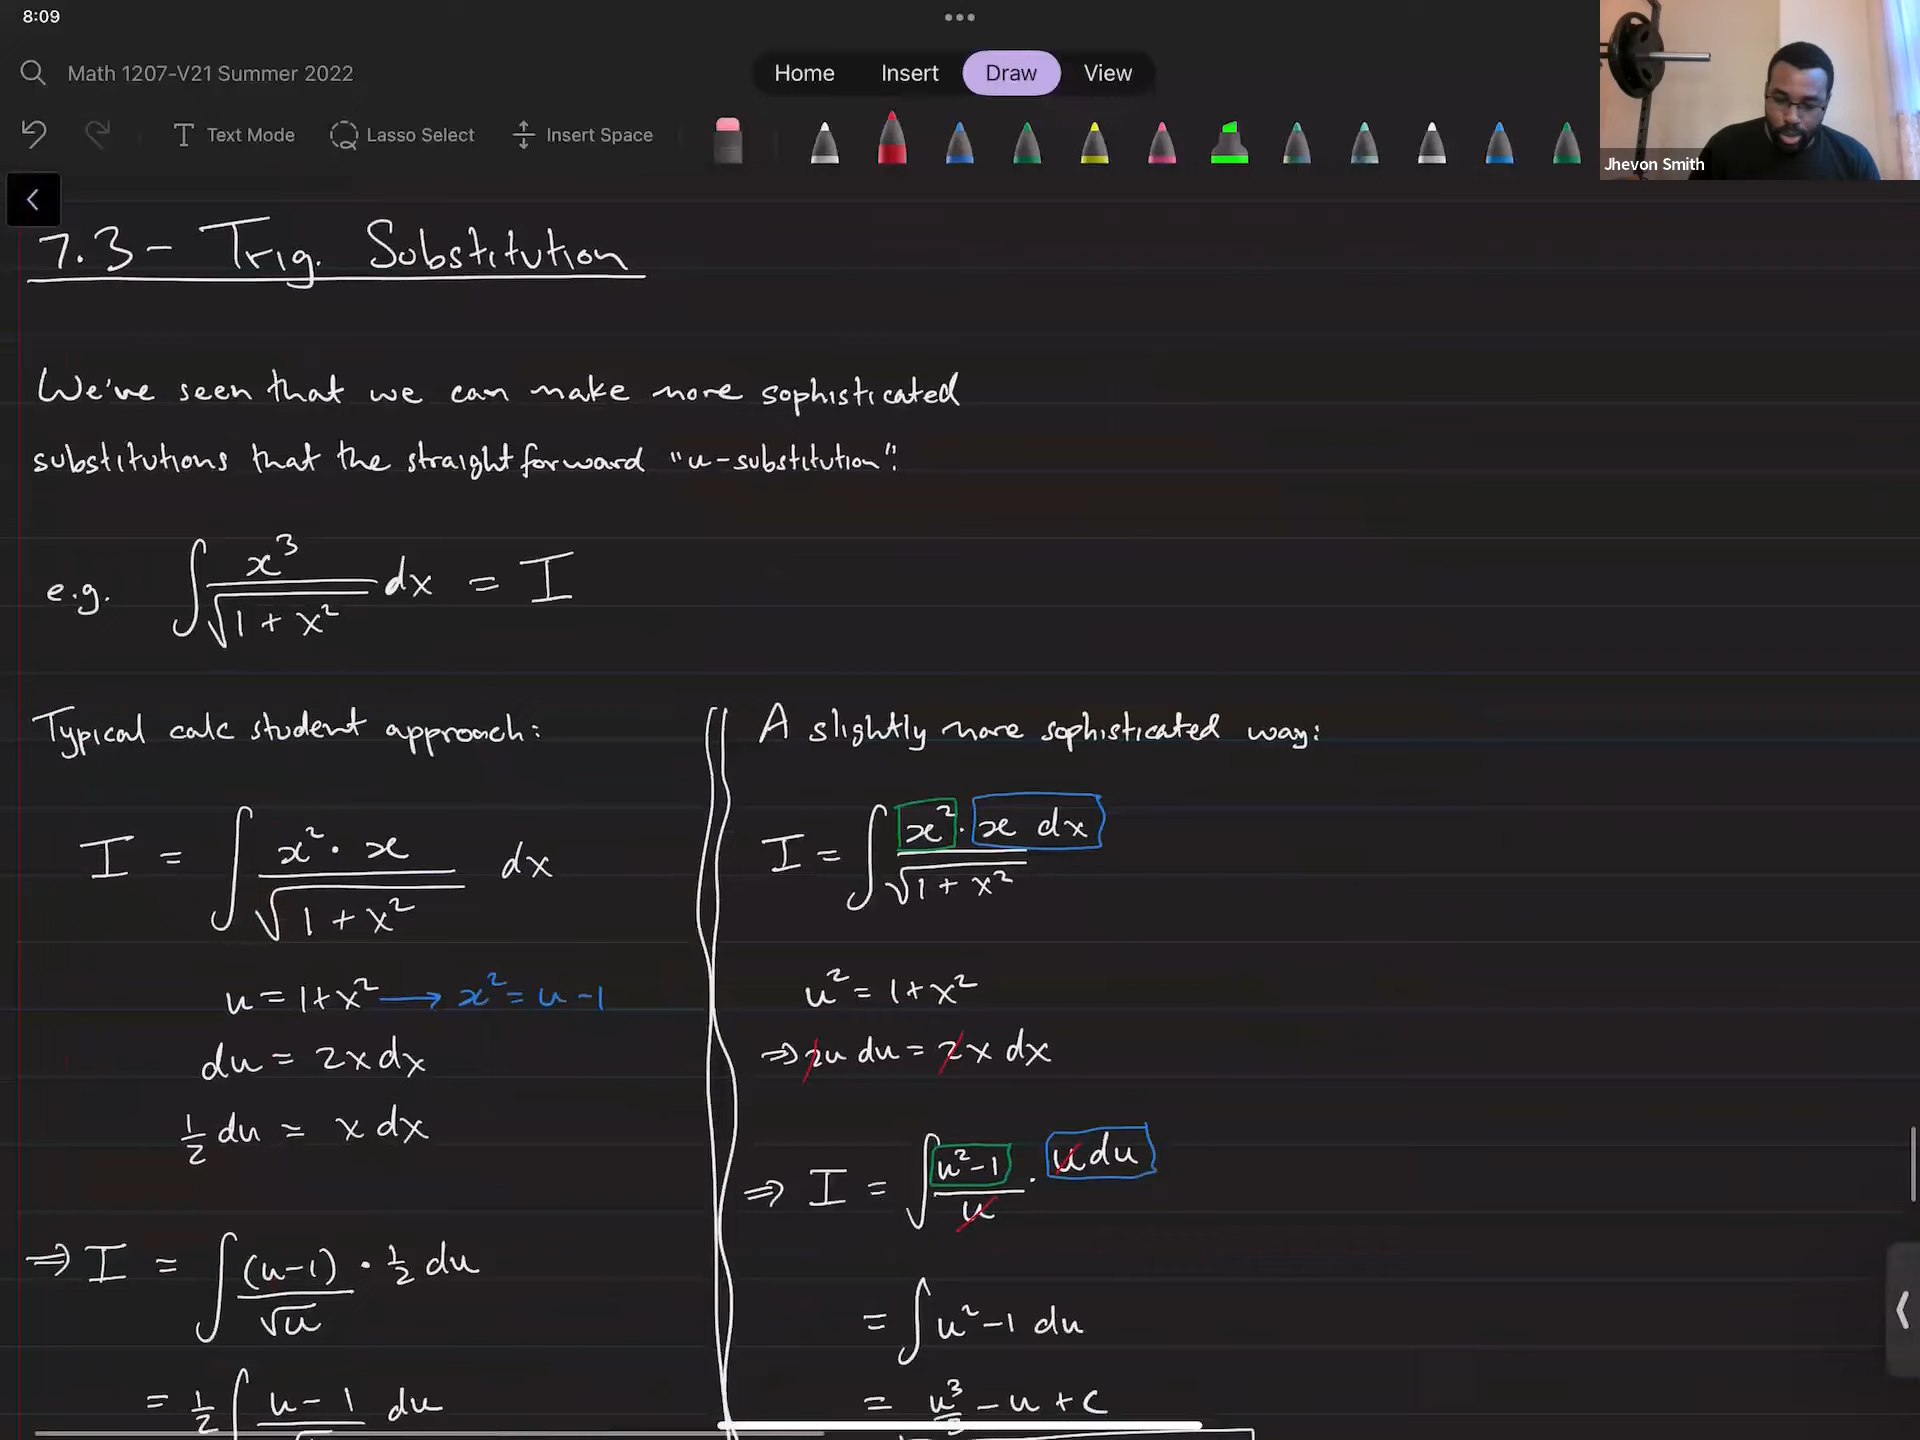 8:09
Math 1207-V21 Summer 2022
Home Insert Draw View
Text Mode Lasso Select Insert Space
Jhevon Smith
7.3 - Trig. Substitution
We've seen that we can make more sophisticated
substitutions that the straightforward "u-substitution":
e.g. ∫ x³/√(1 + x²) dx = I
Typical calc student approach:
I = ∫ (x² · x)/√(1 + x²) dx
u = 1 + x² → x² = u - 1
du = 2x dx
½ du = x dx
⇒ I = ∫ (u-1)/√u · ½ du
= ½ ∫ u - 1 du
A slightly more sophisticated way:
I = ∫ (x² · x dx)/√(1 + x²)
u² = 1 + x²
⇒ 2u du = 2x dx
⇒ I = ∫ (u² - 1)/u · u du
= ∫ u² - 1 du
= u³/3 - u + C